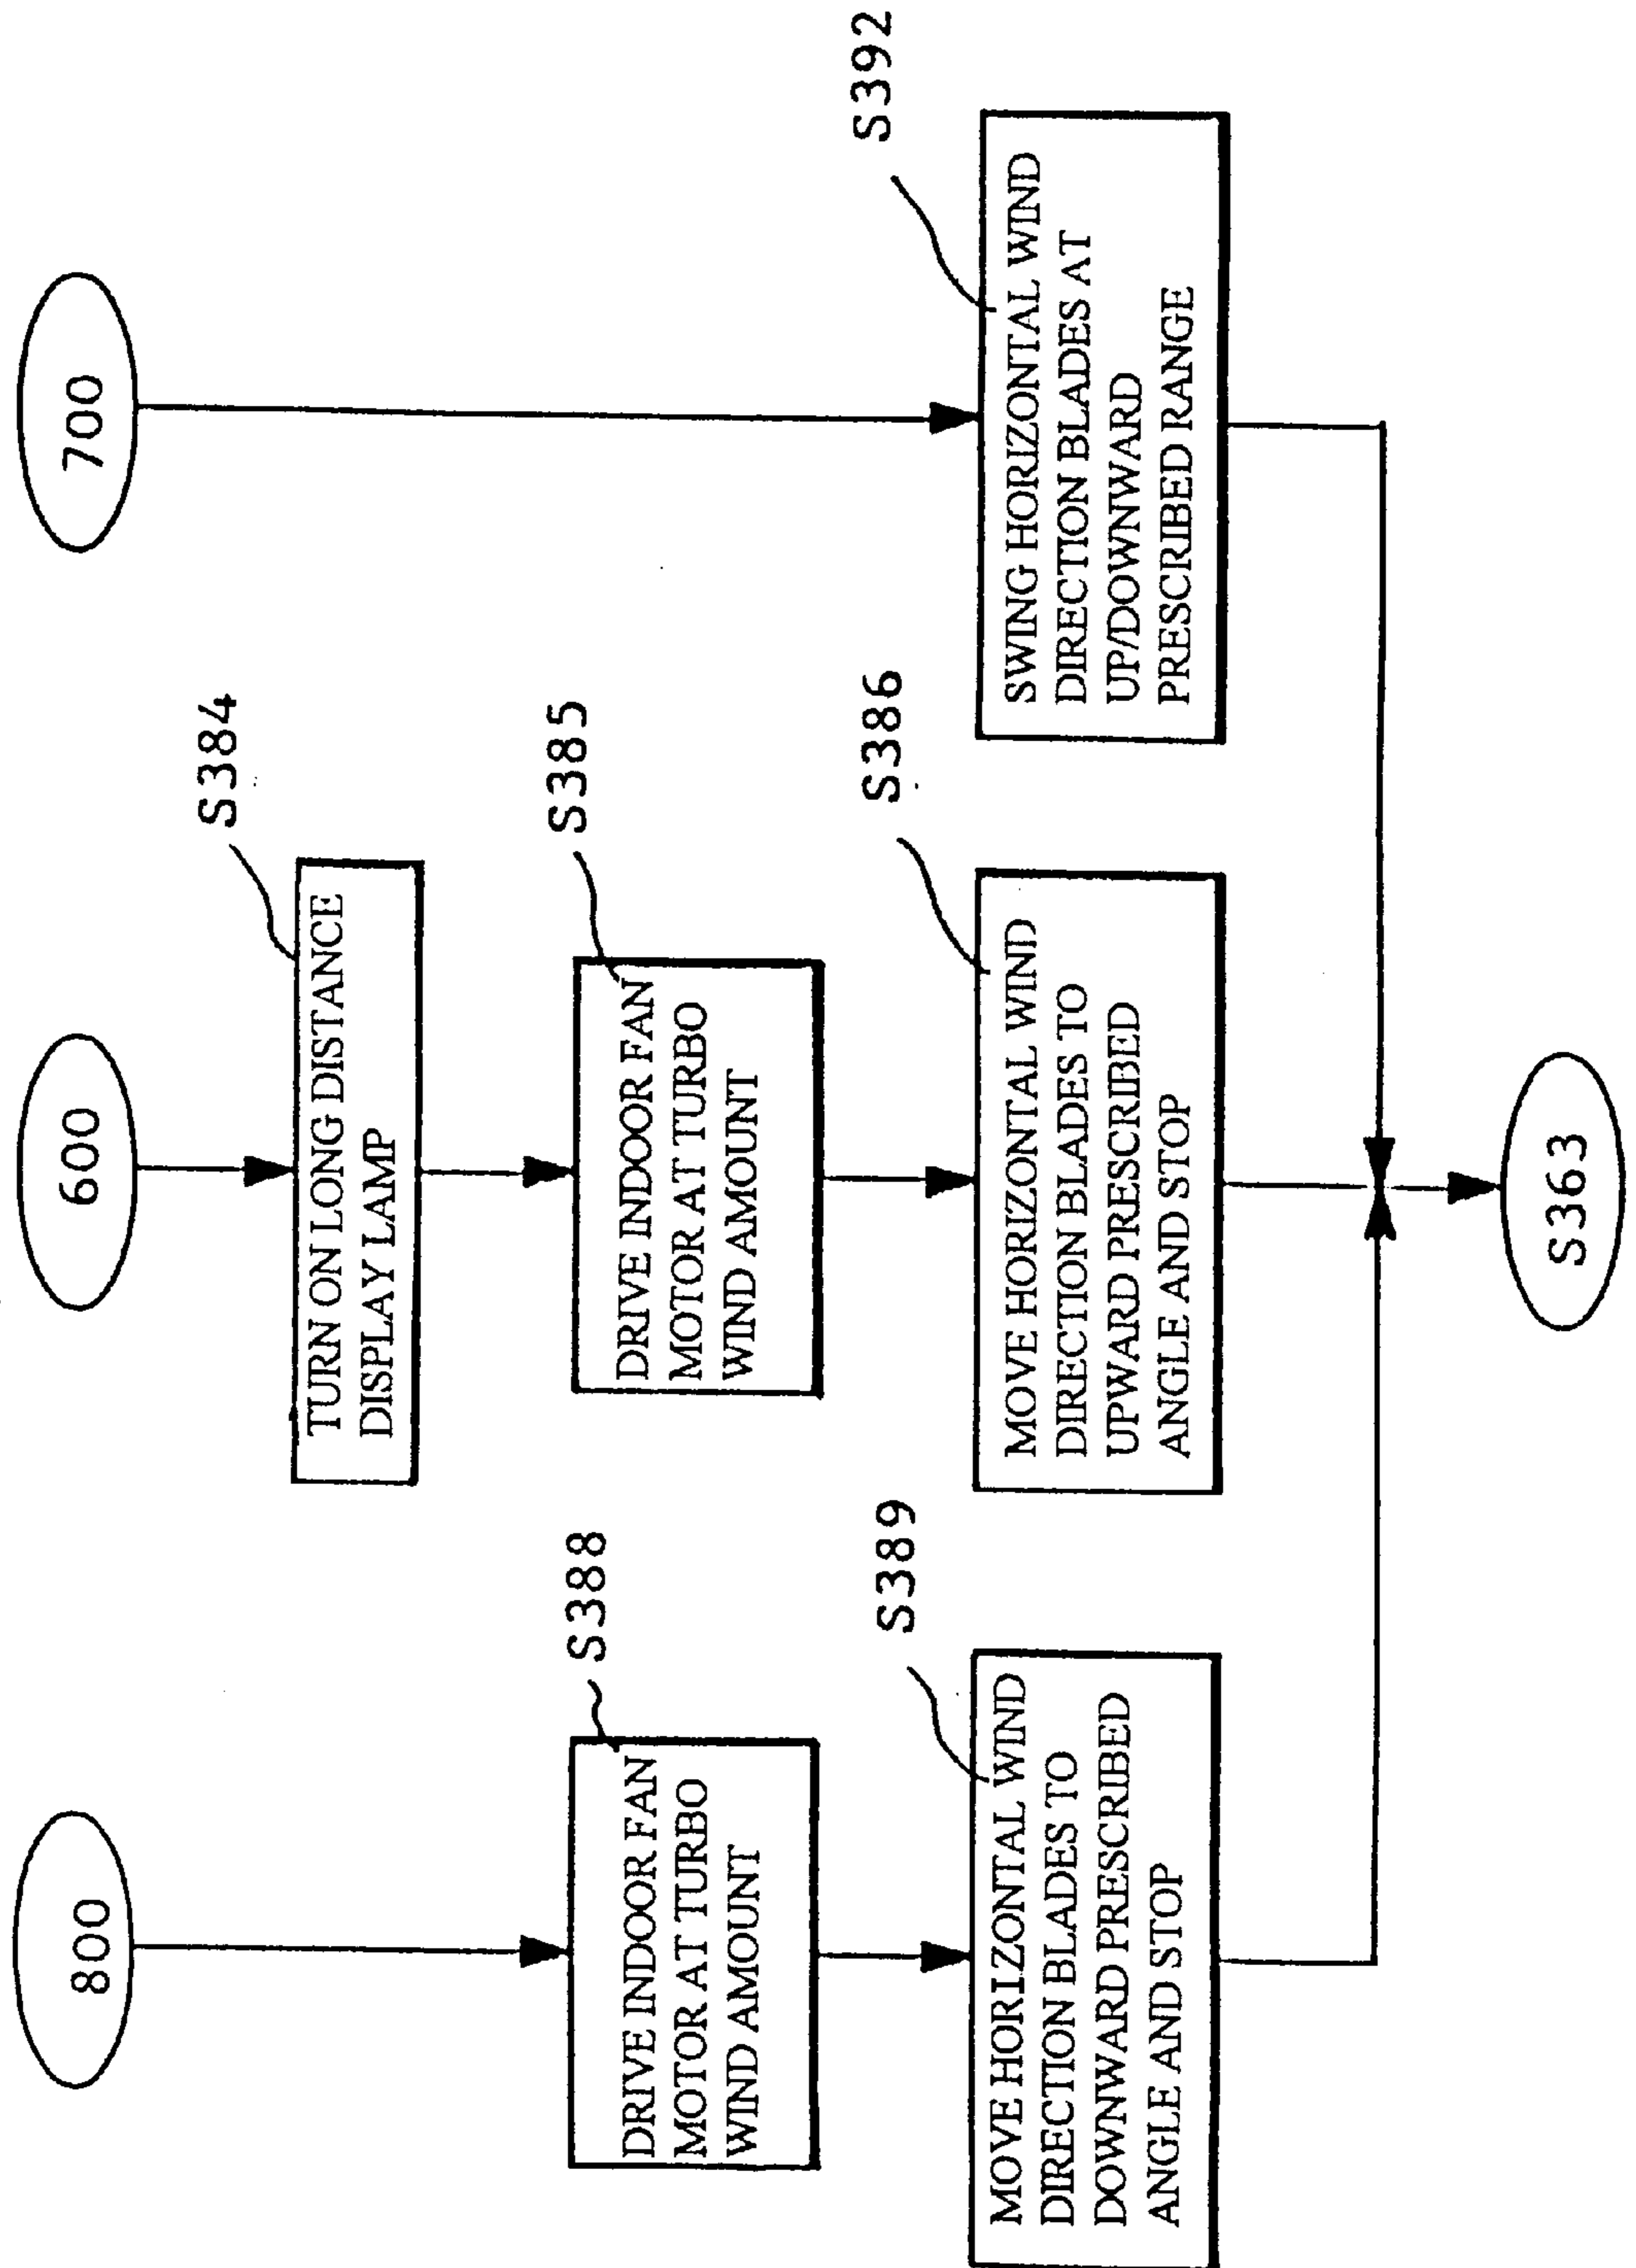 800
600
700
S384
TURN ON LONG DISTANCE
DISPLAY LAMP
S388
DRIVE INDOOR FAN
MOTOR AT TURBO
WIND AMOUNT
S385
DRIVE INDOOR FAN
MOTOR AT TURBO
WIND AMOUNT
S389
MOVE HORIZONTAL WIND
DIRECTION BLADES TO
DOWNWARD PRESCRIBED
ANGLE AND STOP
S386
MOVE HORIZONTAL WIND
DIRECTION BLADES TO
UPWARD PRESCRIBED
ANGLE AND STOP
S392
SWING HORIZONTAL WIND
DIRECTION BLADES AT
UP/DOWNWARD
PRESCRIBED RANGE
S363